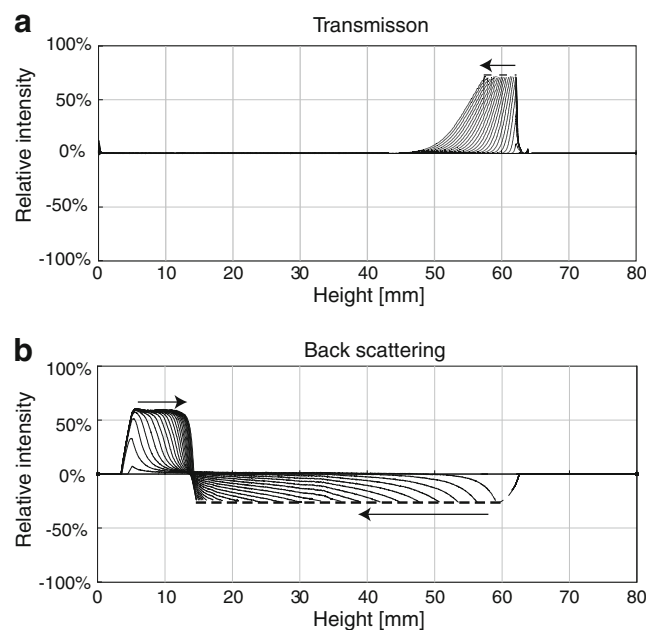 a
Transmisson
Relative intensity
100%
50%
0%
-50%
-100%
0 10 20 30 40 50 60 70 80
Height [mm]
b
Back scattering
Relative intensity
100%
50%
0%
-50%
-100%
0 10 20 30 40 50 60 70 80
Height [mm]